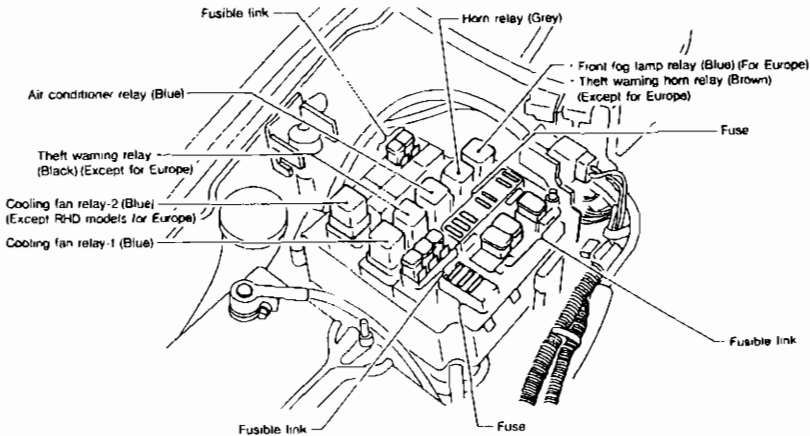 Fusible link
Horn relay (Grey)
Front fog lamp relay (Blue) (For Europe)
Theft warning horn relay (Brown)
(Except for Europe)
Air conditioner relay (Blue)
Fuse
Theft warning relay
(Black) (Except for Europe)
Cooling fan relay-2 (Blue)
(Except RHD models for Europe)
Cooling fan relay-1 (Blue)
Fusible link
Fusible link
Fuse